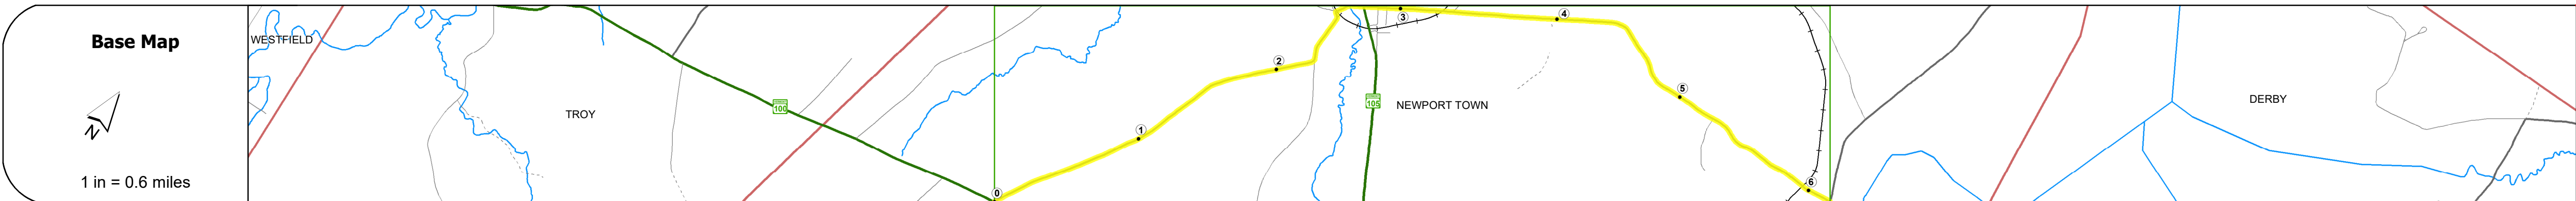 Base Map
N
1 in = 0.6 miles
WESTFIELD
TROY
100
0
1
2
3
4
105
NEWPORT TOWN
5
6
DERBY